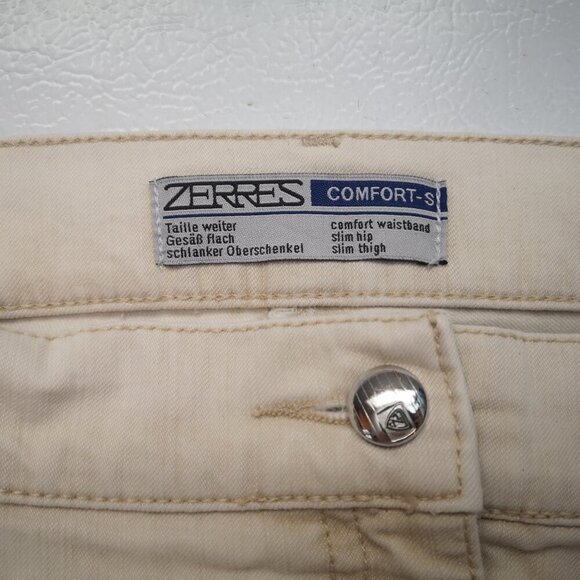 ZERRES COMFORT-S
Taille weiter
Gesäß flach
schlanker Oberschenkel
comfort waistband
slim hip
slim thigh